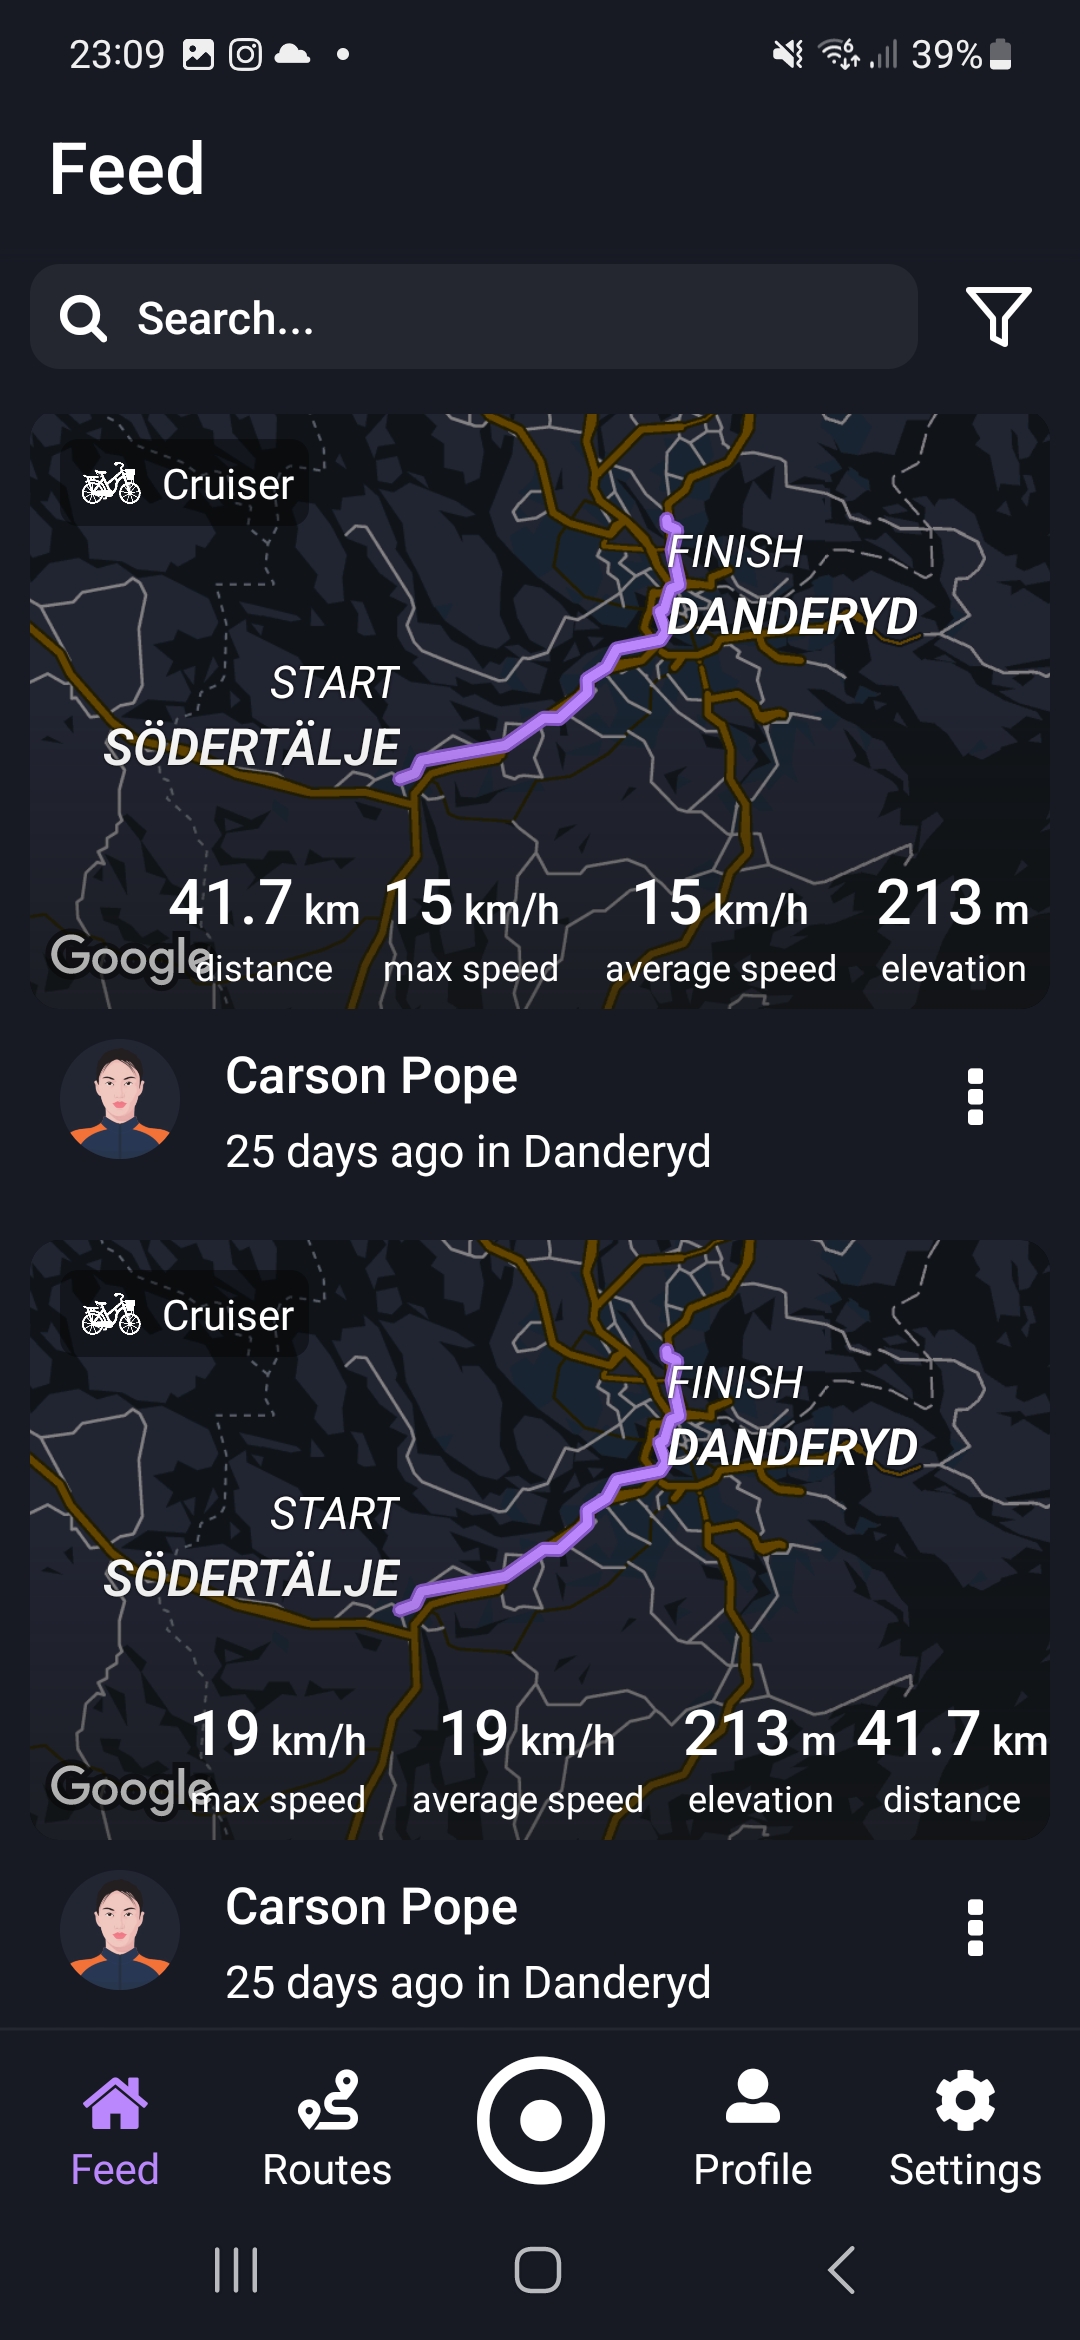 23:09
39%
Feed
Search...
Cruiser
FINISH
DANDERYD
START
SÖDERTÄLJE
41.7 km 15 km/h 15 km/h 213 m
Google
distance max speed average speed elevation
Carson Pope
25 days ago in Danderyd
Cruiser
FINISH
DANDERYD
START
SÖDERTÄLJE
19 km/h 19 km/h 213 m 41.7 km
Google
max speed average speed elevation distance
Carson Pope
25 days ago in Danderyd
Feed Routes Profile Settings